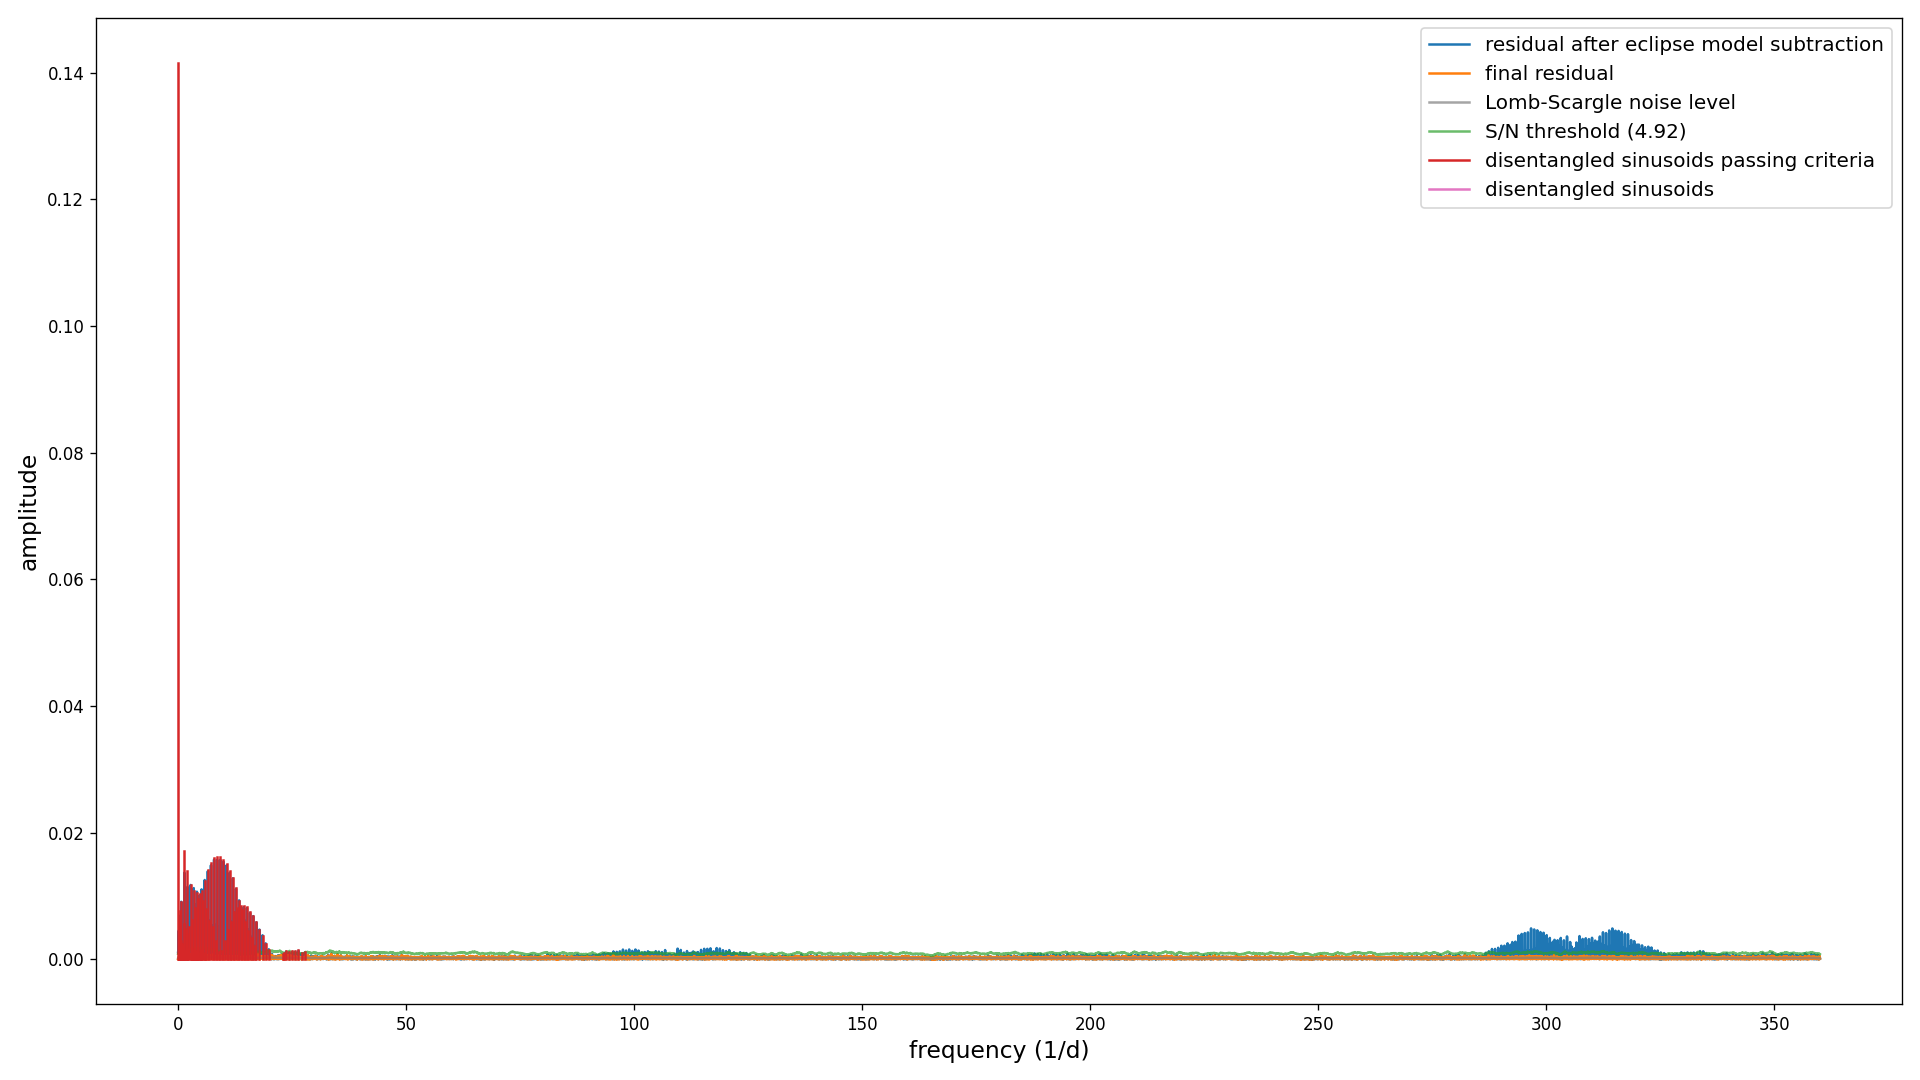 residual after eclipse model subtraction
final residual
Lomb-Scargle noise level
S/N threshold (4.92)
disentangled sinusoids passing criteria
disentangled sinusoids
0.14
0.12
0.10
0.08
0.06
0.04
0.02
0.00
amplitude
0 50 100 150 200 250 300 350
frequency (1/d)